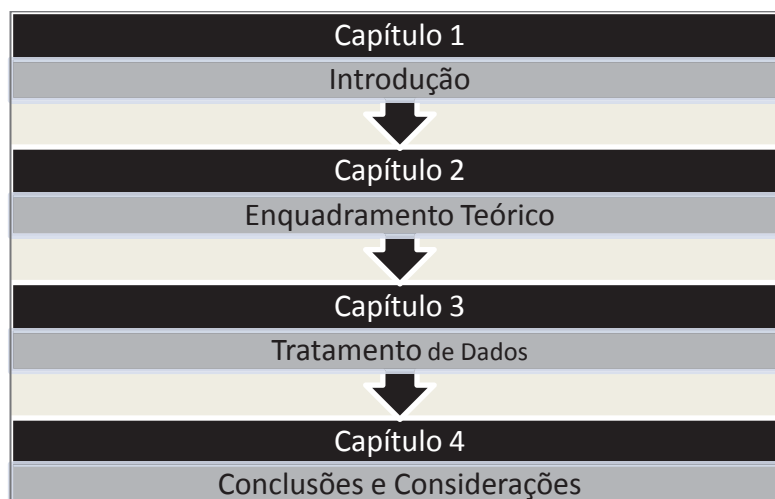 Capítulo 1
Introdução
Capítulo 2
Enquadramento Teórico
Capítulo 3
Tratamento de Dados
Capítulo 4
Conclusões e Considerações